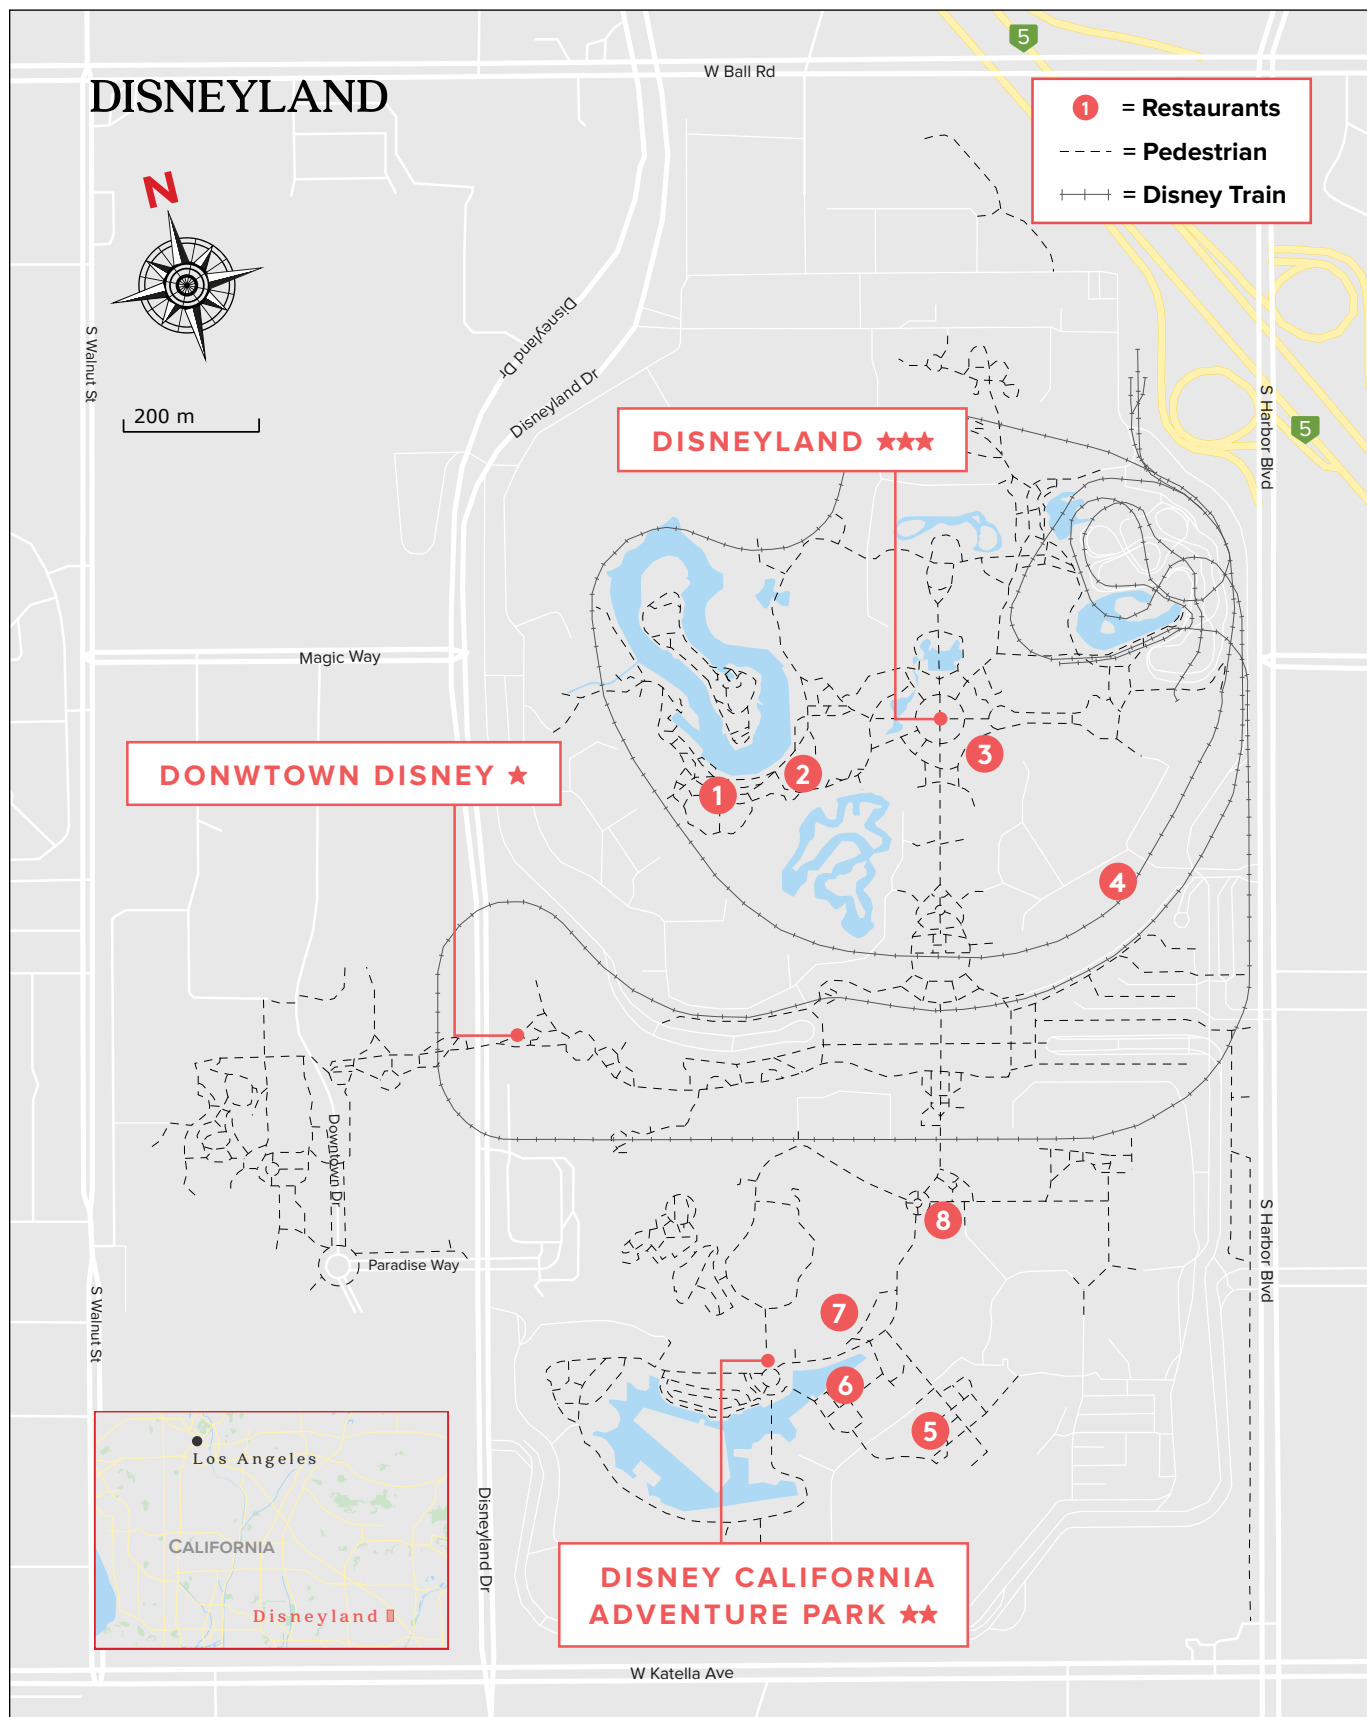 W Ball Rd
5
DISNEYLAND
1 = Restaurants
= Pedestrian
= Disney Train
N
Disneyland Dr
S Walnut St
Disneyland Dr
200 m
S Harbor Blvd
5
DISNEYLAND ★★★
Magic Way
DONWTOWN DISNEY ★
3
2
1
4
Downtown Dr
8
S Harbor Blvd
Paradise Way
7
S Walnut St
6
5
Los Angeles
CALIFORNIA
Disneyland
Disneyland Dr
DISNEY CALIFORNIA
ADVENTURE PARK ★★
W Katella Ave